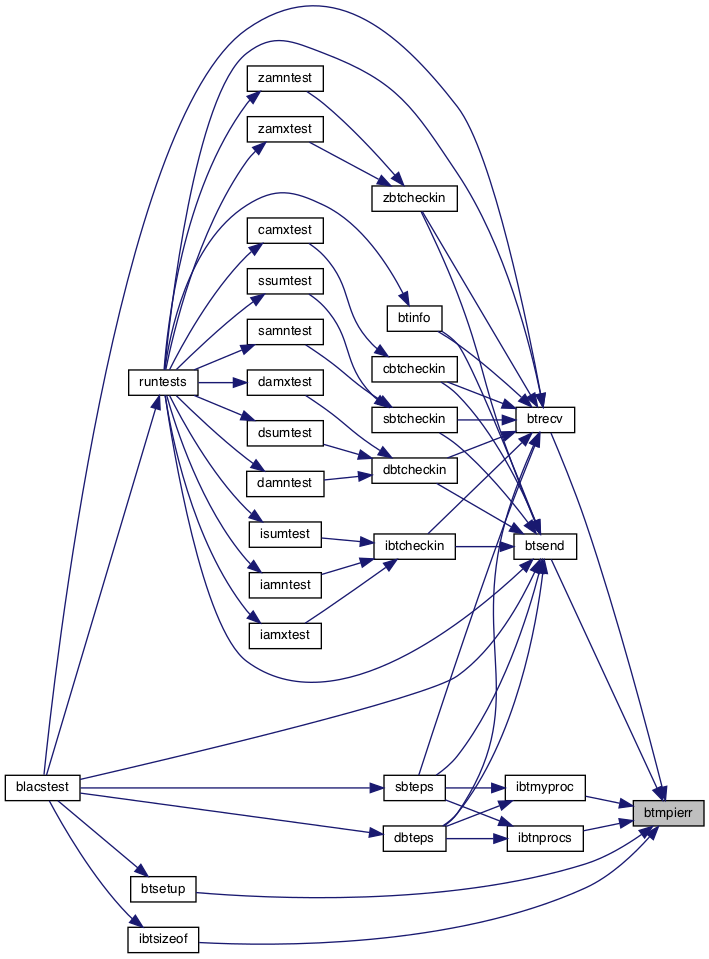 zamntest
zamxtest
zbtcheckin
camxtest
ssumtest
btinfo
samntest
cbtcheckin
runtests
damxtest
sbtcheckin
btrecv
dsumtest
dbtcheckin
damntest
isumtest
ibtcheckin
btsend
iamntest
iamxtest
blacstest
sbteps
ibtmyproc
btmpierr
dbteps
ibtnprocs
btsetup
ibtsizeof